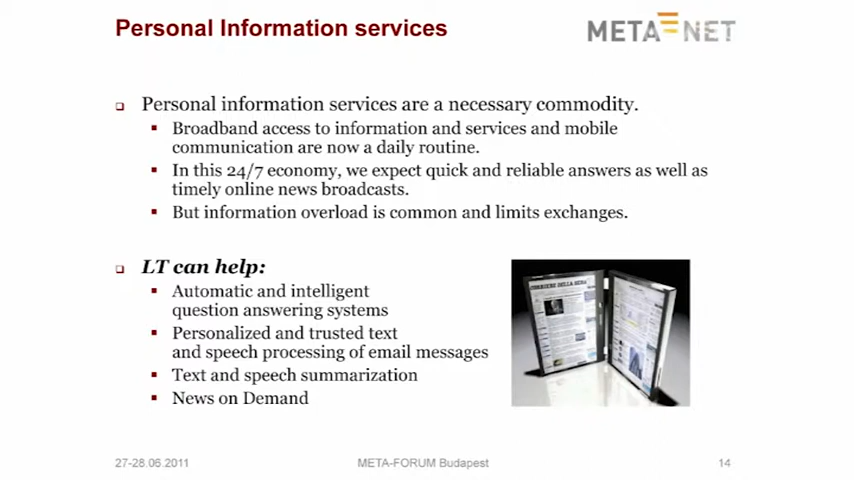 Personal Information services
META NET
Personal information services are a necessary commodity.
Broadband access to information and services and mobile
communication are now a daily routine.
In this 24/7 economy, we expect quick and reliable answers as well as
timely online news broadcasts.
But information overload is common and limits exchanges.
LT can help:
Automatic and intelligent
question answering systems
Personalized and trusted text
and speech processing of email messages
Text and speech summarization
News on Demand
CORRIERE DELLA SERA
27-28.06.2011
META-FORUM Budapest
14